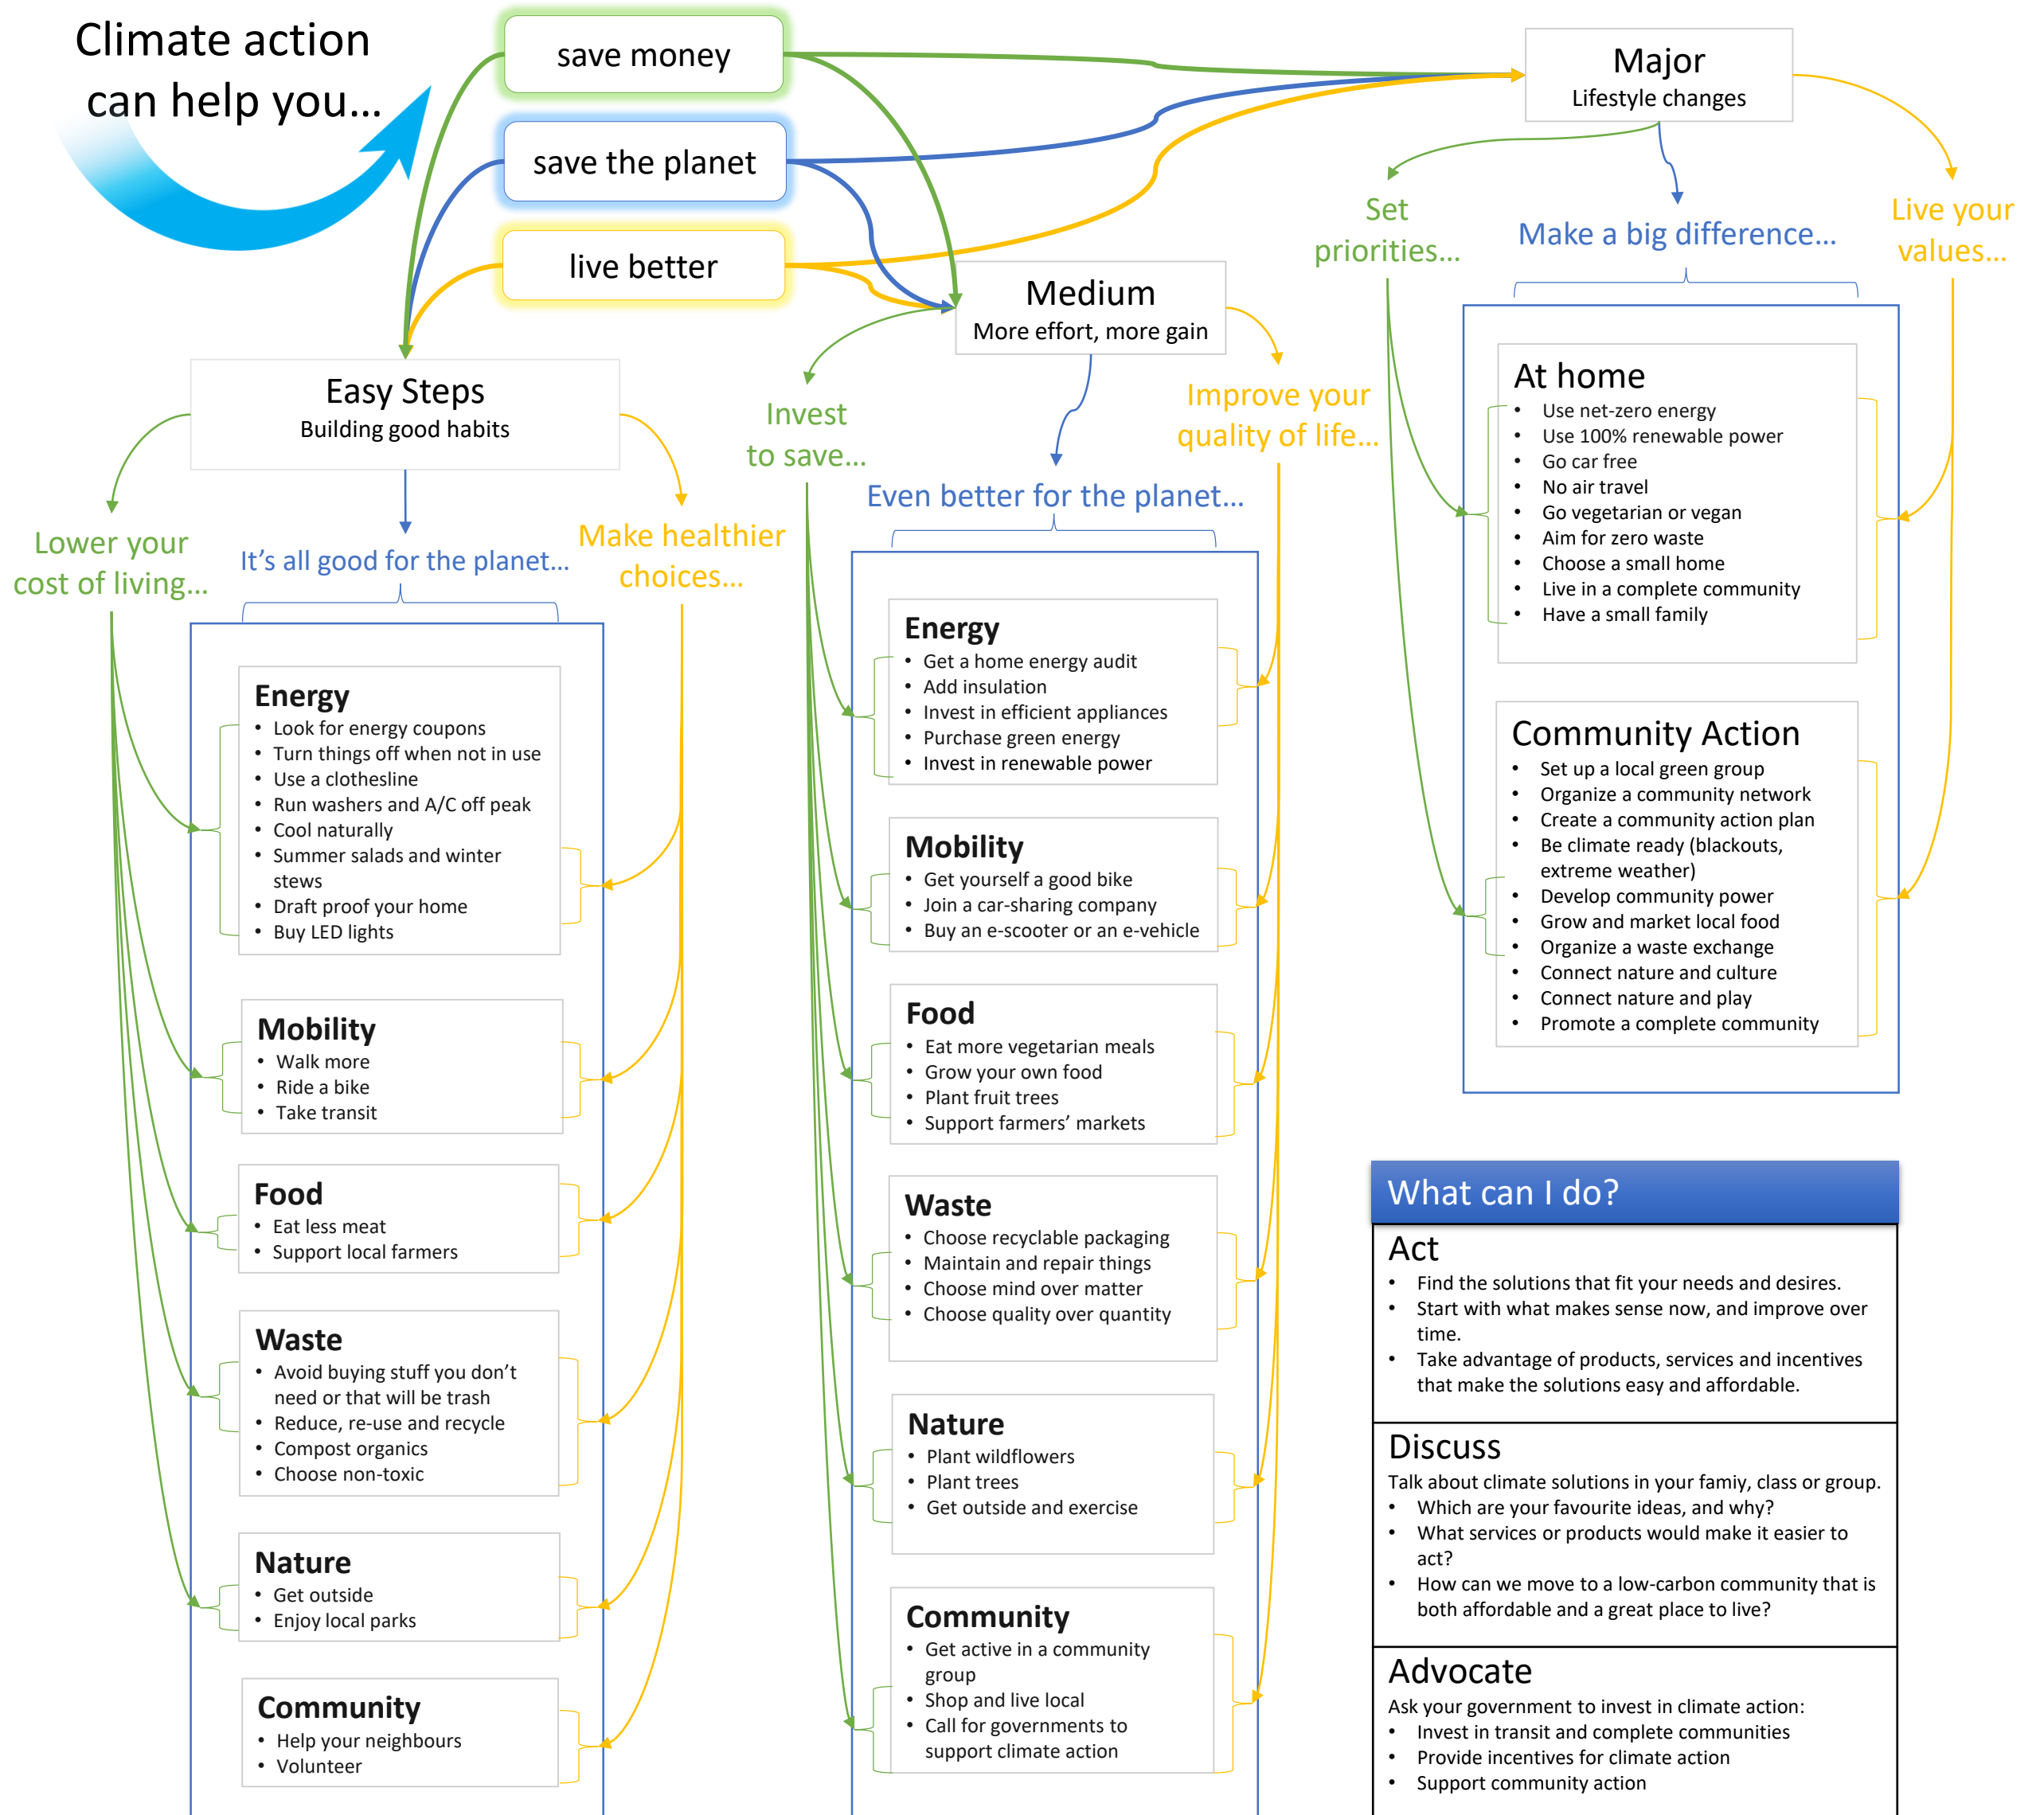 Climate action
can help you...
save money
save the planet
live better
Easy Steps
Building good habits
Lower your
cost of living...
It's all good for the planet...
Make healthier
choices...
Energy
• Look for energy coupons
• Turn things off when not in use
• Use a clothesline
• Run washers and A/C off peak
• Cool naturally
• Summer salads and winter
stews
• Draft proof your home
• Buy LED lights
Mobility
• Walk more
• Ride a bike
• Take transit
Food
• Eat less meat
• Support local farmers
Waste
• Avoid buying stuff you don't
need or that will be trash
• Reduce, re-use and recycle
• Compost organics
• Choose non-toxic
Nature
• Get outside
• Enjoy local parks
Community
• Help your neighbours
• Volunteer
Medium
More effort, more gain
Invest
to save...
Even better for the planet...
Improve your
quality of life...
Energy
• Get a home energy audit
• Add insulation
• Invest in efficient appliances
• Purchase green energy
• Invest in renewable power
Mobility
• Get yourself a good bike
• Join a car-sharing company
• Buy an e-scooter or an e-vehicle
Food
• Eat more vegetarian meals
• Grow your own food
• Plant fruit trees
• Support farmers' markets
Waste
• Choose recyclable packaging
• Maintain and repair things
• Choose mind over matter
• Choose quality over quantity
Nature
• Plant wildflowers
• Plant trees
• Get outside and exercise
Community
• Get active in a community
group
• Shop and live local
• Call for governments to
support climate action
Major
Lifestyle changes
Set
priorities...
Make a big difference...
Live your
values...
At home
• Use net-zero energy
• Use 100% renewable power
• Go car free
• No air travel
• Go vegetarian or vegan
• Aim for zero waste
• Choose a small home
• Live in a complete community
• Have a small family
Community Action
• Set up a local green group
• Organize a community network
• Create a community action plan
• Be climate ready (blackouts,
extreme weather)
• Develop community power
• Grow and market local food
• Organize a waste exchange
• Connect nature and culture
• Connect nature and play
• Promote a complete community
What can I do?
Act
• Find the solutions that fit your needs and desires.
• Start with what makes sense now, and improve over
time.
• Take advantage of products, services and incentives
that make the solutions easy and affordable.
Discuss
Talk about climate solutions in your famiy, class or group.
• Which are your favourite ideas, and why?
• What services or products would make it easier to
act?
• How can we move to a low-carbon community that is
both affordable and a great place to live?
Advocate
Ask your government to invest in climate action:
• Invest in transit and complete communities
• Provide incentives for climate action
• Support community action